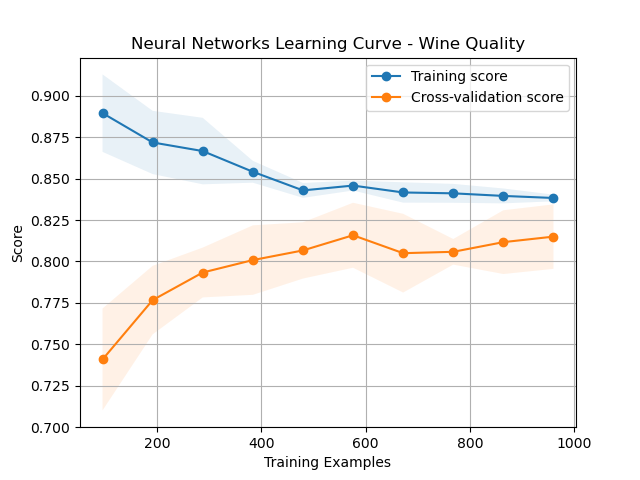 Neural Networks Learning Curve - Wine Quality
Training score
Cross-validation score
0.900
0.875
0.850
0.825
0.800
0.775
0.750
0.725
0.700
Score
200
400
600
800
1000
Training Examples